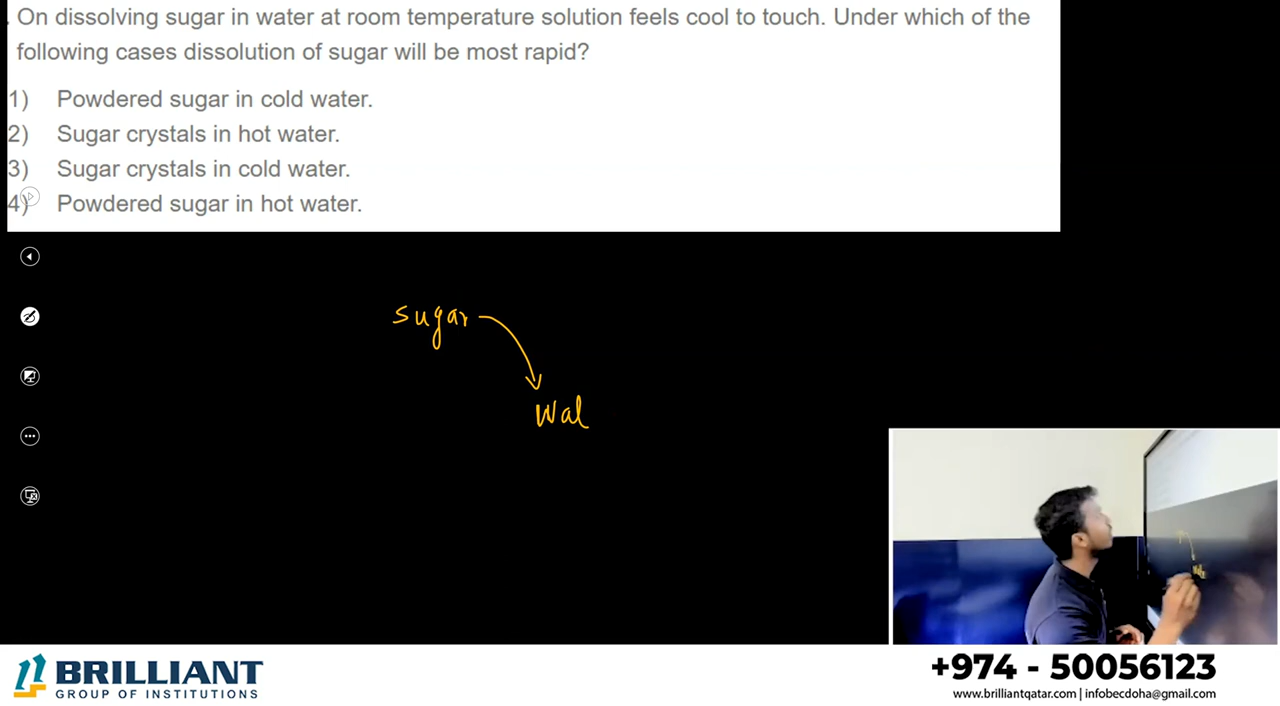 . On dissolving sugar in water at room temperature solution feels cool to touch. Under which of the
following cases dissolution of sugar will be most rapid?
1) Powdered sugar in cold water.
2) Sugar crystals in hot water.
3) Sugar crystals in cold water.
4) Powdered sugar in hot water.
Sugar
Wat
BRILLIANT
GROUP OF INSTITUTIONS
+974 - 50056123
www.brilliantqatar.com | infobecdoha@gmail.com